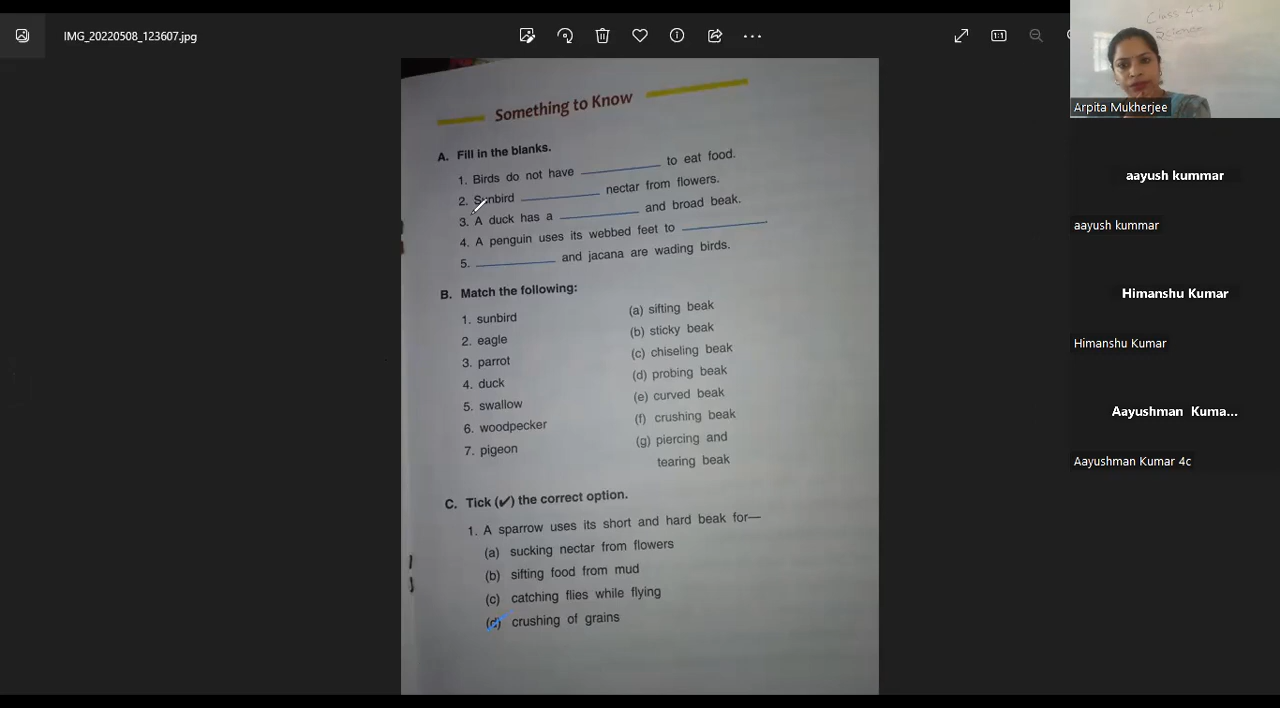 IMG_20220508_123607.jpg
Something to Know
A. Fill in the blanks.
1. Birds do not have __________ to eat food.
2. Sunbird __________ nectar from flowers.
3. A duck has a __________ and broad beak.
4. A penguin uses its webbed feet to __________.
5. __________ and jacana are wading birds.
B. Match the following:
1. sunbird (a) sifting beak
2. eagle (b) sticky beak
3. parrot (c) chiseling beak
4. duck (d) probing beak
5. swallow (e) curved beak
6. woodpecker (f) crushing beak
7. pigeon (g) piercing and
tearing beak
C. Tick (✓) the correct option.
1. A sparrow uses its short and hard beak for—
(a) sucking nectar from flowers
(b) sifting food from mud
(c) catching flies while flying
(d) crushing of grains
1:1
Class 4C
Science
Arpita Mukherjee
aayush kummar
aayush kummar
Himanshu Kumar
Himanshu Kumar
Aayushman Kuma...
Aayushman Kumar 4c